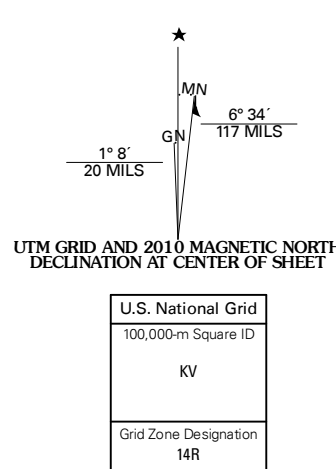 MN
6° 34´
117 MILS
GN
1° 8´
20 MILS
UTM GRID AND 2010 MAGNETIC NORTH
DECLINATION AT CENTER OF SHEET
U.S. National Grid
100,000-m Square ID
KV
Grid Zone Designation
14R